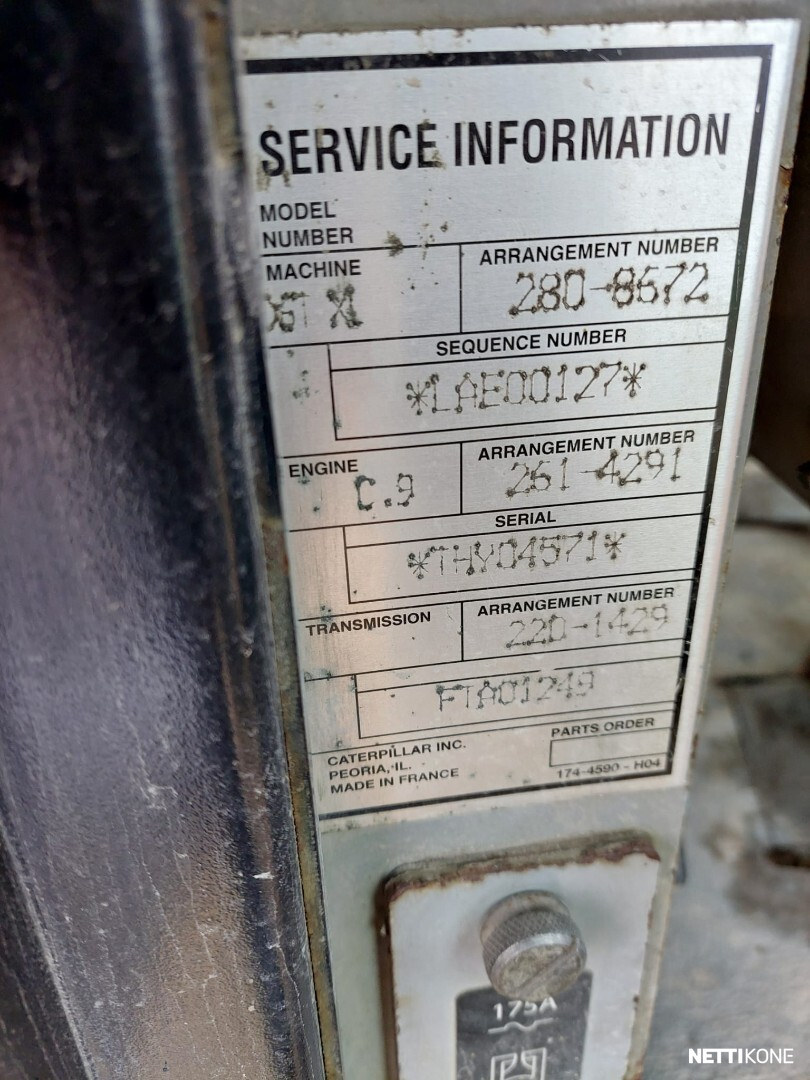 SERVICE INFORMATION
MODEL
NUMBER
MACHINE
ARRANGEMENT NUMBER
280-8672
SEQUENCE NUMBER
*LAE00127*
ENGINE
C.9
ARRANGEMENT NUMBER
261-4291
SERIAL
*THY04571*
TRANSMISSION
ARRANGEMENT NUMBER
220-1429
FTA01249
CATERPILLAR INC.
PEORIA, IL.
MADE IN FRANCE
PARTS ORDER
174-4590 - H04
175A
NETTIKONE